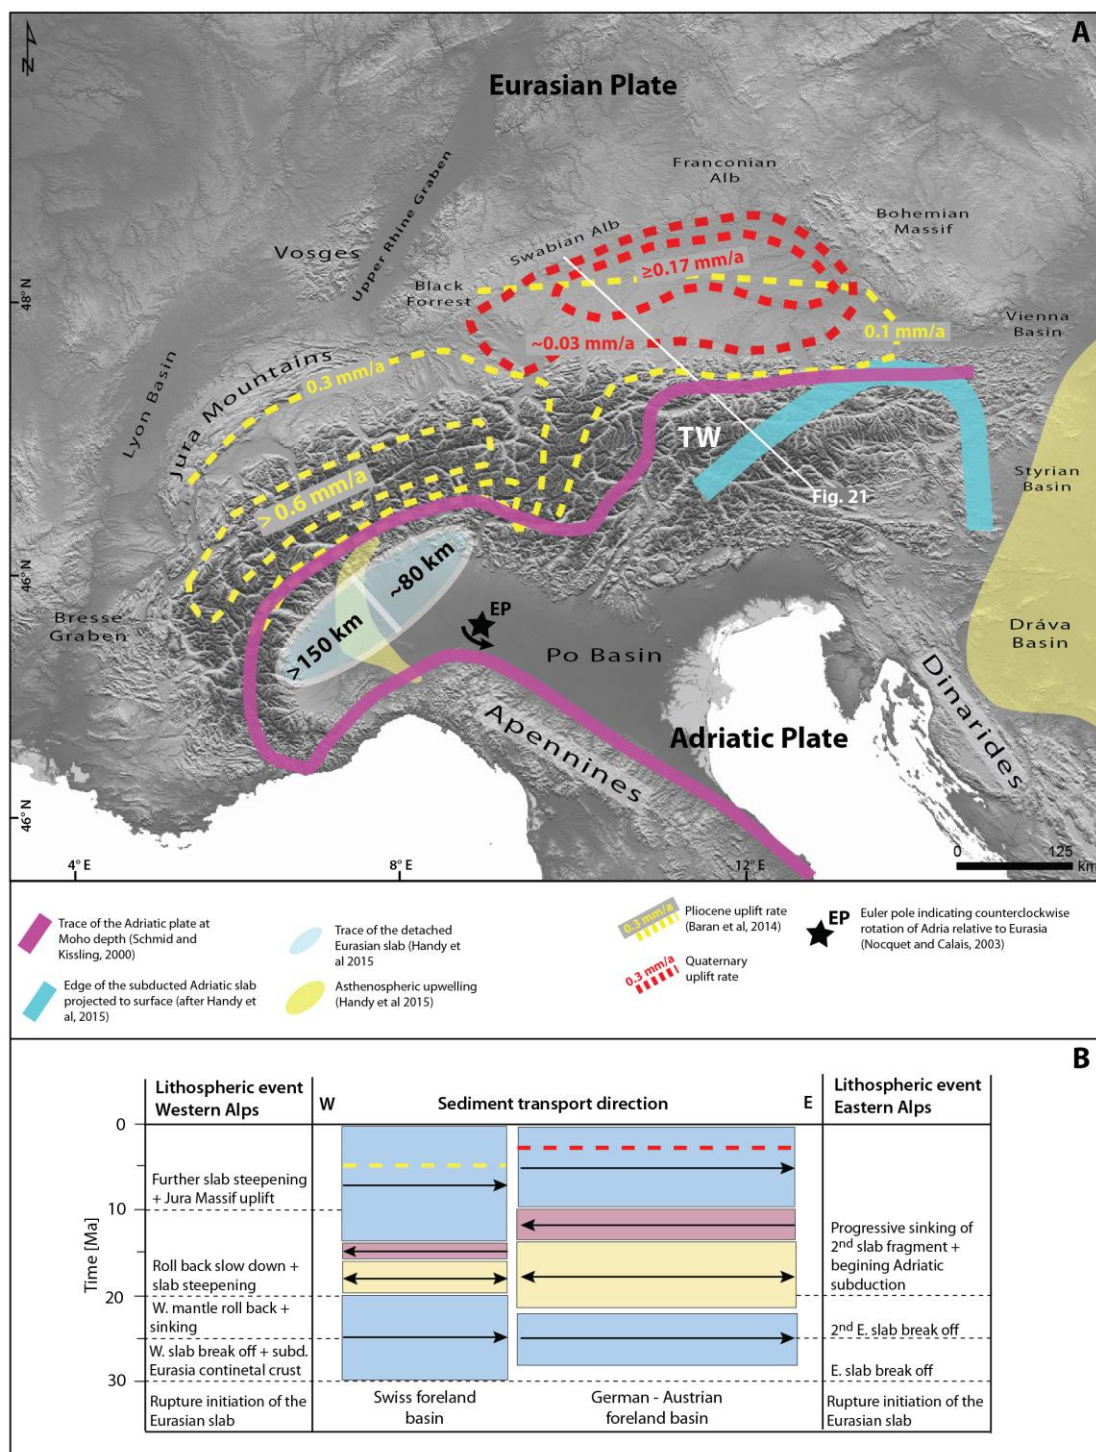 A
N
Eurasian Plate
Franconian
Alb
Bohemian
Massif
Upper Rhine Graben
Vosges
Swabian Alb
≥0.17 mm/a
Black
Forrest
48° N
Vienna
Basin
0.1 mm/a
~0.03 mm/a
Lyon Basin
Jura Mountains
0.3 mm/a
TW
Styrian
Basin
Fig. 21
> 0.6 mm/a
46° N
~80 km
>150 km
EP
Bresse
Graben
Po Basin
Dráva
Basin
Dinarides
Apennines
Adriatic Plate
46° N
4° E
8° E
12° E
0
125
km
Trace of the Adriatic plate at
Moho depth (Schmid and
Kissling, 2000)
Edge of the subducted Adriatic slab
projected to surface (after Handy et
al, 2015)
Trace of the detached
Eurasian slab (Handy et
al 2015
Asthenospheric upwelling
(Handy et al 2015)
0.3 mm/a
Pliocene uplift rate
(Baran et al, 2014)
0.3 mm/a
Quaternary
uplift rate
EP
Euler pole indicating counterclockwise
rotation of Adria relative to Eurasia
(Nocquet and Calais, 2003)
B
Lithospheric event
Western Alps
W
Sediment transport direction
E
Lithospheric event
Eastern Alps
Time [Ma]
0
10
20
30
Further slab steepening
+ Jura Massif uplift
Roll back slow down +
slab steepening
W. mantle roll back +
sinking
W. slab break off + subd.
Eurasia continetal crust
Rupture initiation of the
Eurasian slab
Swiss foreland
basin
German - Austrian
foreland basin
Progressive sinking of
2nd slab fragment +
begining Adriatic
subduction
2nd E. slab break off
E. slab break off
Rupture initiation of the
Eurasian slab